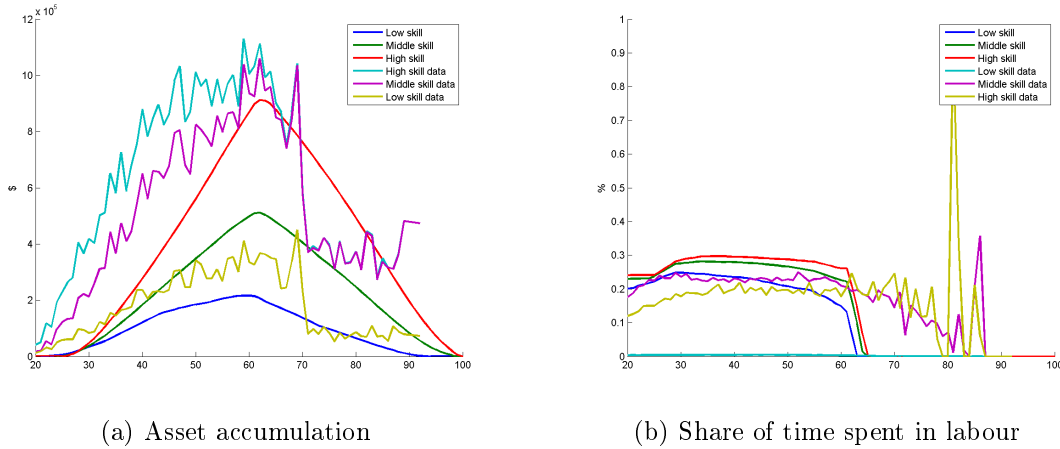 12 x 10⁵
10
8
6
4
2
0
$
20 30 40 50 60 70 80 90 100
Low skill
Middle skill
High skill
High skill data
Middle skill data
Low skill data
1
0.9
0.8
0.7
0.6
0.5
0.4
0.3
0.2
0.1
0
%
20 30 40 50 60 70 80 90 100
Low skill
Middle skill
High skill
Low skill data
Middle skill data
High skill data
(a) Asset accumulation
(b) Share of time spent in labour